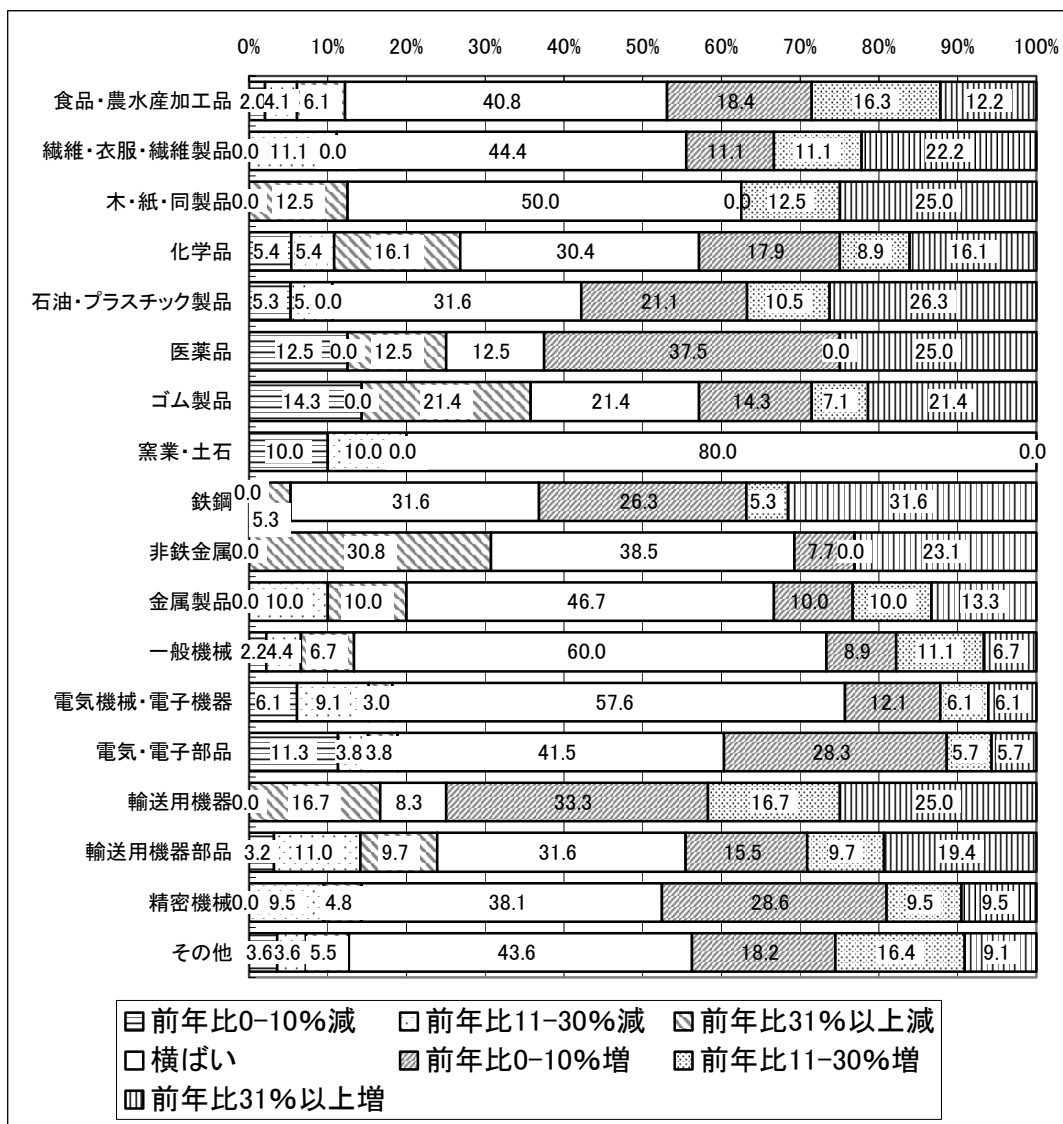 0% 10% 20% 30% 40% 50% 60% 70% 80% 90% 100%
食品・農水産加工品 2.0 4.1 6.1 40.8 18.4 16.3 12.2
繊維・衣服・繊維製品 0.0 11.1 0.0 44.4 11.1 11.1 22.2
木・紙・同製品 0.0 12.5 50.0 0.0 12.5 25.0
化学品 5.4 5.4 16.1 30.4 17.9 8.9 16.1
石油・プラスチック製品 5.3 5. 0.0 31.6 21.1 10.5 26.3
医薬品 12.5 0.0 12.5 12.5 37.5 0.0 25.0
ゴム製品 14.3 0.0 21.4 21.4 14.3 7.1 21.4
窯業・土石 10.0 10.0 0.0 80.0 0.0
鉄鋼 0.0 5.3 31.6 26.3 5.3 31.6
非鉄金属 0.0 30.8 38.5 7.7 0.0 23.1
金属製品 0.0 10.0 10.0 46.7 10.0 10.0 13.3
一般機械 2.2 4.4 6.7 60.0 8.9 11.1 6.7
電気機械・電子機器 6.1 9.1 3.0 57.6 12.1 6.1 6.1
電気・電子部品 11.3 3.8 3.8 41.5 28.3 5.7 5.7
輸送用機器 0.0 16.7 8.3 33.3 16.7 25.0
輸送用機器部品 3.2 11.0 9.7 31.6 15.5 9.7 19.4
精密機械 0.0 9.5 4.8 38.1 28.6 9.5 9.5
その他 3.6 3.6 5.5 43.6 18.2 16.4 9.1
前年比0-10%減 前年比11-30%減 前年比31%以上減
横ばい 前年比0-10%増 前年比11-30%増
前年比31%以上増